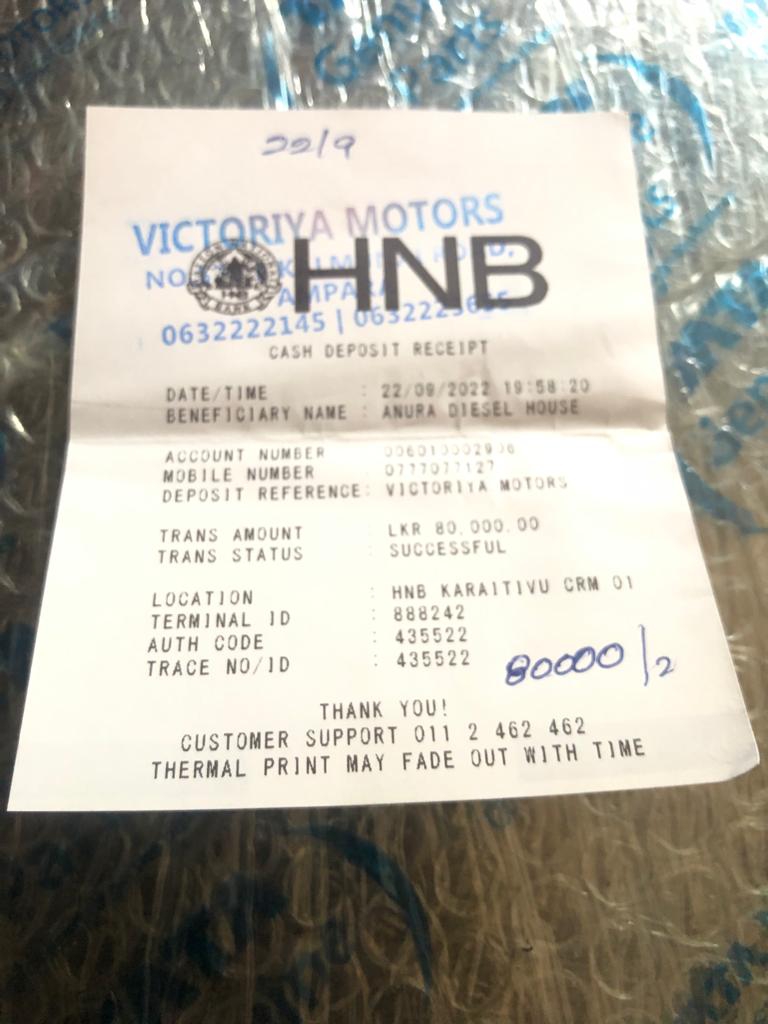 22/9
VICTORIYA MOTORS
HNB
AMPARA
0632222145 |
CASH DEPOSIT RECEIPT
DATE/TIME : 22/09/2022 19:58:20
BENEFICIARY NAME : ANURA DIESEL HOUSE
ACCOUNT NUMBER
MOBILE NUMBER : 0777077127
DEPOSIT REFERENCE: VICTORIYA MOTORS
TRANS AMOUNT : LKR 80,000.00
TRANS STATUS : SUCCESSFUL
LOCATION : HNB KARAITIVU CRM 01
TERMINAL ID : 888242
AUTH CODE : 435522
TRACE NO/ID : 435522
80000/2
THANK YOU!
CUSTOMER SUPPORT 011 2 462 462
THERMAL PRINT MAY FADE OUT WITH TIME